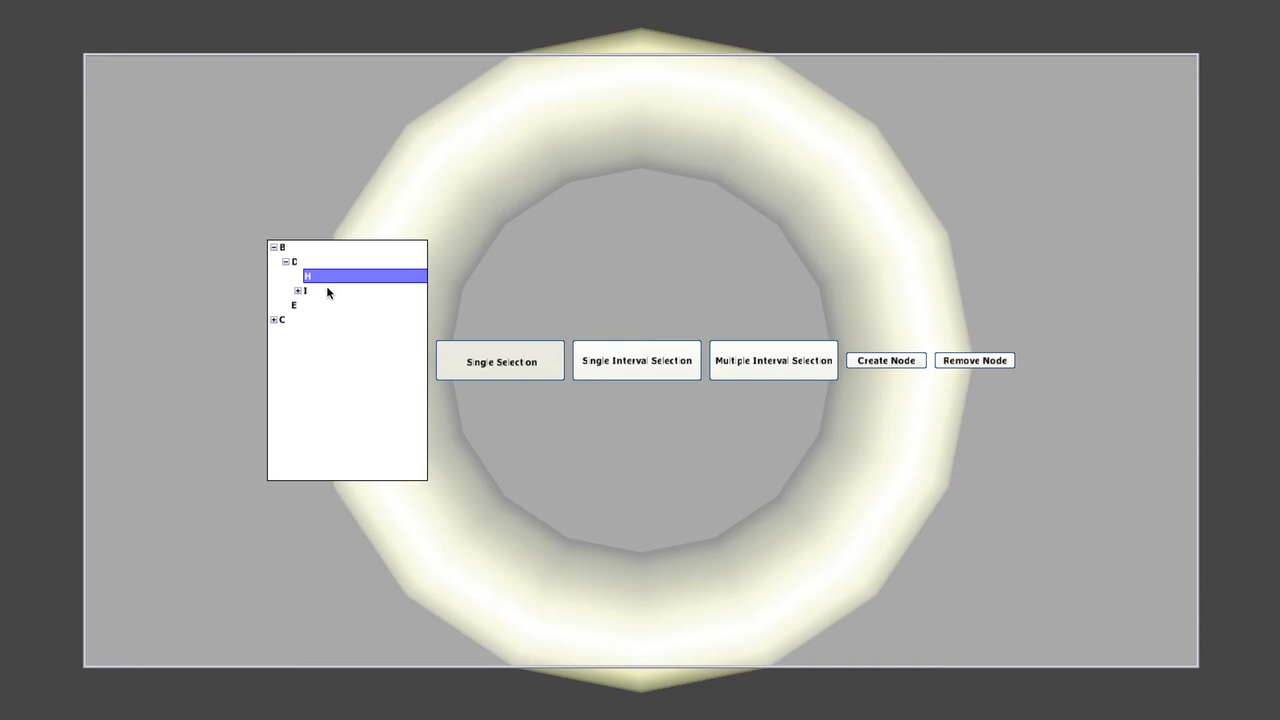 B
D
H
I
E
C
Single Selection
Single Interval Selection
Multiple Interval Selection
Create Node
Remove Node